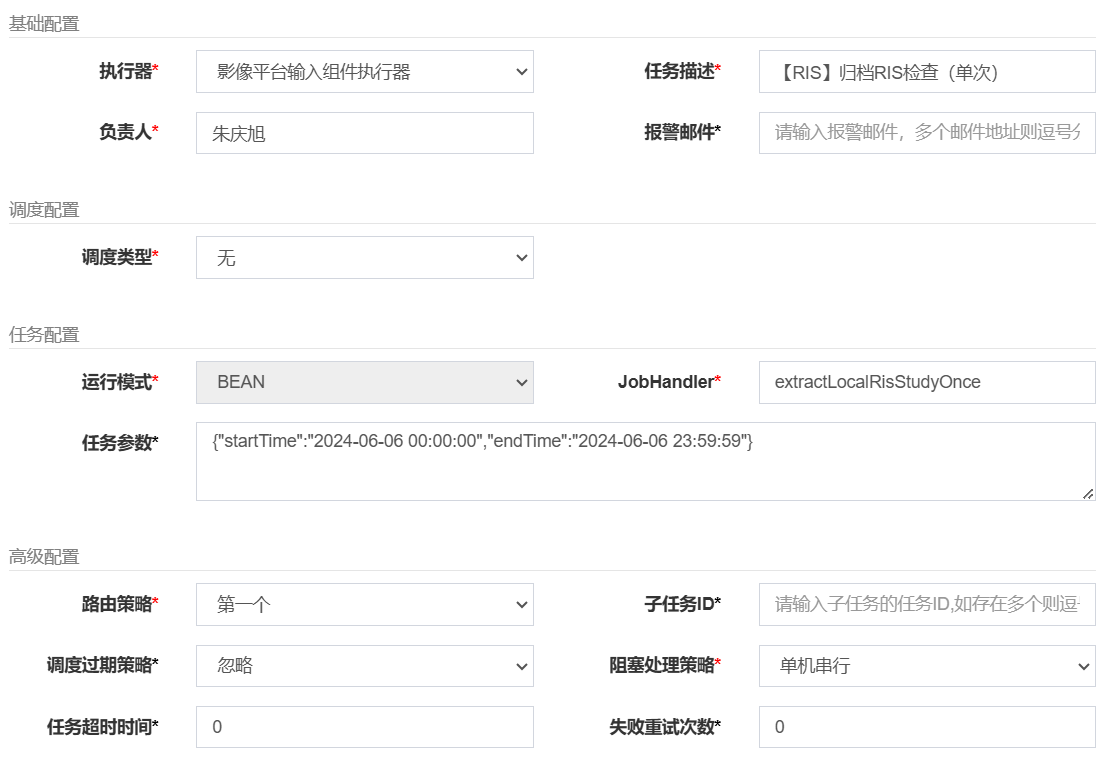 基础配置
执行器* 影像平台输入组件执行器 任务描述* 【RIS】归档RIS检查（单次）
负责人* 朱庆旭 报警邮件* 请输入报警邮件，多个邮件地址则逗号分
调度配置
调度类型* 无
任务配置
运行模式* BEAN JobHandler* extractLocalRisStudyOnce
任务参数* {"startTime":"2024-06-06 00:00:00","endTime":"2024-06-06 23:59:59"}
高级配置
路由策略* 第一个 子任务ID* 请输入子任务的任务ID,如存在多个则逗号
调度过期策略* 忽略 阻塞处理策略* 单机串行
任务超时时间* 0 失败重试次数* 0